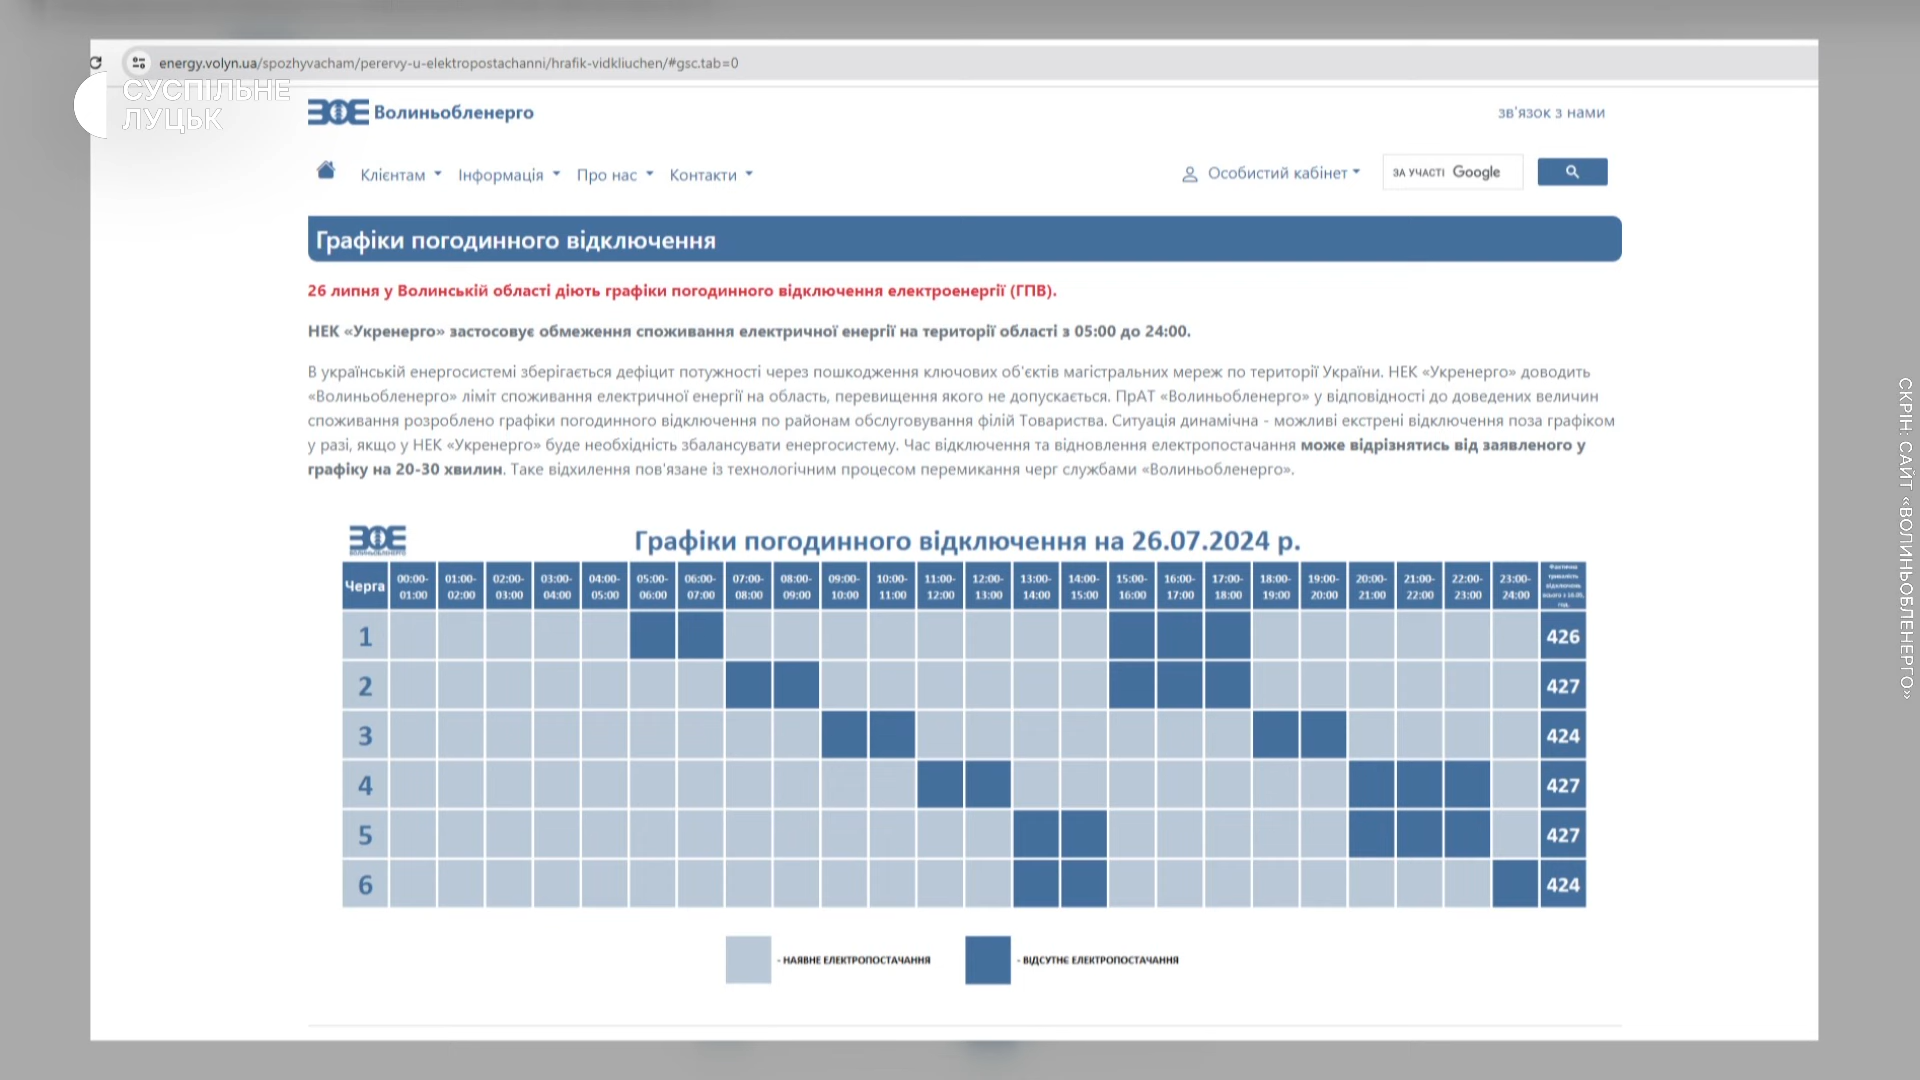 energy.volyn.ua/spozhyvacham/perervy-u-elektropostachanni/hrafik-vidkliuchen/#gsc.tab=0
СУСПІЛЬНЕ
ЛУЦЬК
ВОЕ Волиньобленерго
зв'язок з нами
Клієнтам Інформація Про нас Контакти Особистий кабінет ЗА УЧАСТІ Google
Графіки погодинного відключення
26 липня у Волинській області діють графіки погодинного відключення електроенергії (ГПВ).
НЕК «Укренерго» застосовує обмеження споживання електричної енергії на території області з 05:00 до 24:00.
В українській енергосистемі зберігається дефіцит потужності через пошкодження ключових об'єктів магістральних мереж по території України. НЕК «Укренерго» доводить
«Волиньобленерго» ліміт споживання електричної енергії на область, перевищення якого не допускається. ПрАТ «Волиньобленерго» у відповідності до доведених величин
споживання розроблено графіки погодинного відключення по районам обслуговування філій Товариства. Ситуація динамічна - можливі екстрені відключення поза графіком
у разі, якщо у НЕК «Укренерго» буде необхідність збалансувати енергосистему. Час відключення та відновлення електропостачання може відрізнятись від заявленого у
графіку на 20-30 хвилин. Таке відхилення пов'язане із технологічним процесом перемикання черг службами «Волиньобленерго».
ВОЕ
ВОЛИНЬОБЛЕНЕРГО
Графіки погодинного відключення на 26.07.2024 р.
Черга 00:00-01:00 01:00-02:00 02:00-03:00 03:00-04:00 04:00-05:00 05:00-06:00 06:00-07:00 07:00-08:00 08:00-09:00 09:00-10:00 10:00-11:00 11:00-12:00 12:00-13:00 13:00-14:00 14:00-15:00 15:00-16:00 16:00-17:00 17:00-18:00 18:00-19:00 19:00-20:00 20:00-21:00 21:00-22:00 22:00-23:00 23:00-24:00
1 426
2 427
3 424
4 427
5 427
6 424
- НАЯВНЕ ЕЛЕКТРОПОСТАЧАННЯ - ВІДСУТНЄ ЕЛЕКТРОПОСТАЧАННЯ
СКРІН: САЙТ «ВОЛИНЬОБЛЕНЕРГО»